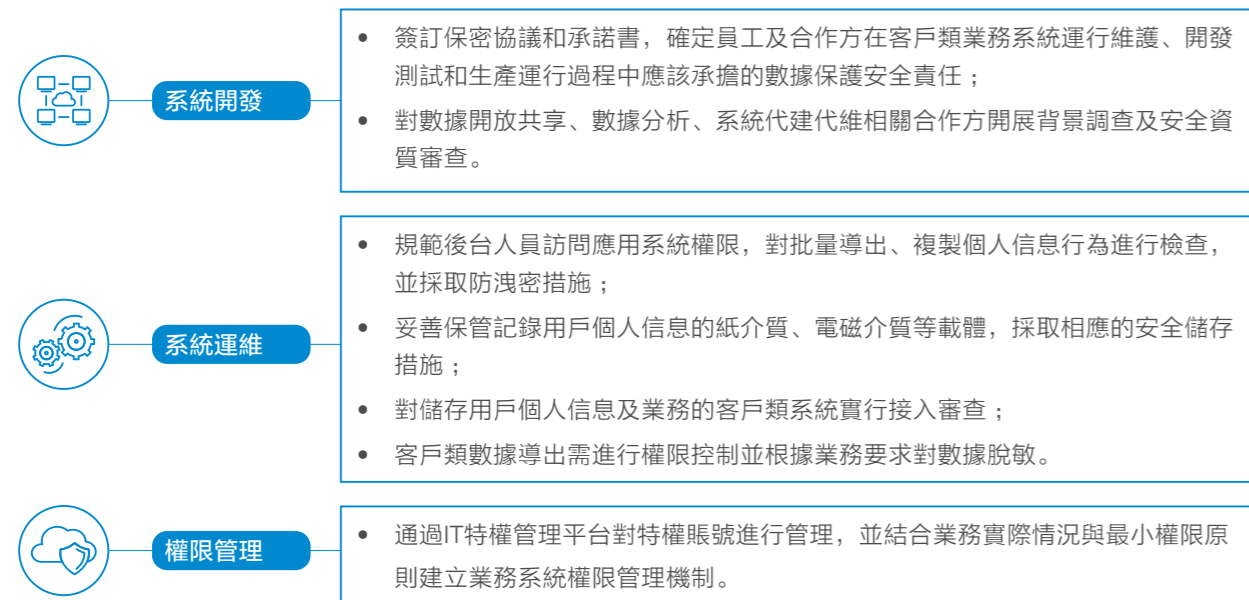 系統開發
• 簽訂保密協議和承諾書，確定員工及合作方在客戶類業務系統運行維護、開發
測試和生產運行過程中應該承擔的數據保護安全責任；
• 對數據開放共享、數據分析、系統代建代維相關合作方開展背景調查及安全資
質審查。
系統運維
• 規範後台人員訪問應用系統權限，對批量導出、複製個人信息行為進行檢查，
並採取防洩密措施；
• 妥善保管記錄用戶個人信息的紙介質、電磁介質等載體，採取相應的安全儲存
措施；
• 對儲存用戶個人信息及業務的客戶類系統實行接入審查；
• 客戶類數據導出需進行權限控制並根據業務要求對數據脫敏。
權限管理
• 通過IT特權管理平台對特權賬號進行管理，並結合業務實際情況與最小權限原
則建立業務系統權限管理機制。